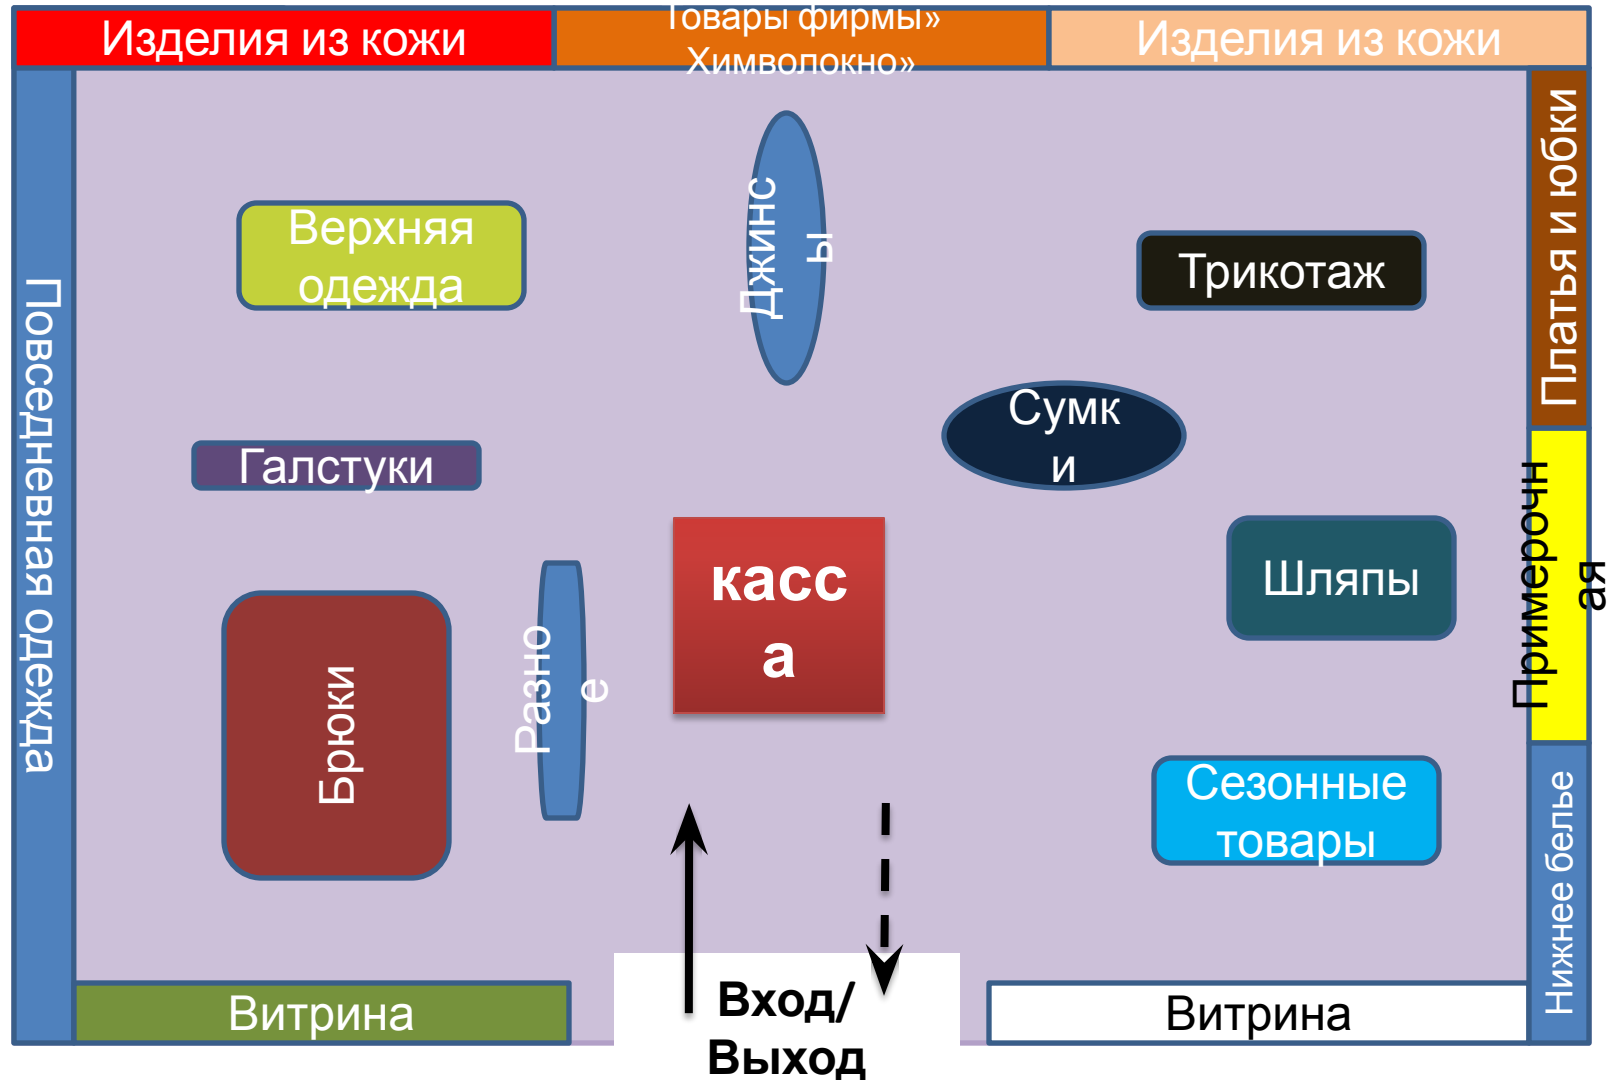 Изделия из кожи
Товары фирмы»
Химволокно»
Изделия из кожи
Повседневная одежда
Верхняя
одежда
Джинс
ы
Трикотаж
Платья и юбки
Галстуки
Сумк
и
Примерочн
ая
Шляпы
касс
а
Разно
е
Брюки
Сезонные
товары
Нижнее белье
Витрина
Вход/
Выход
Витрина